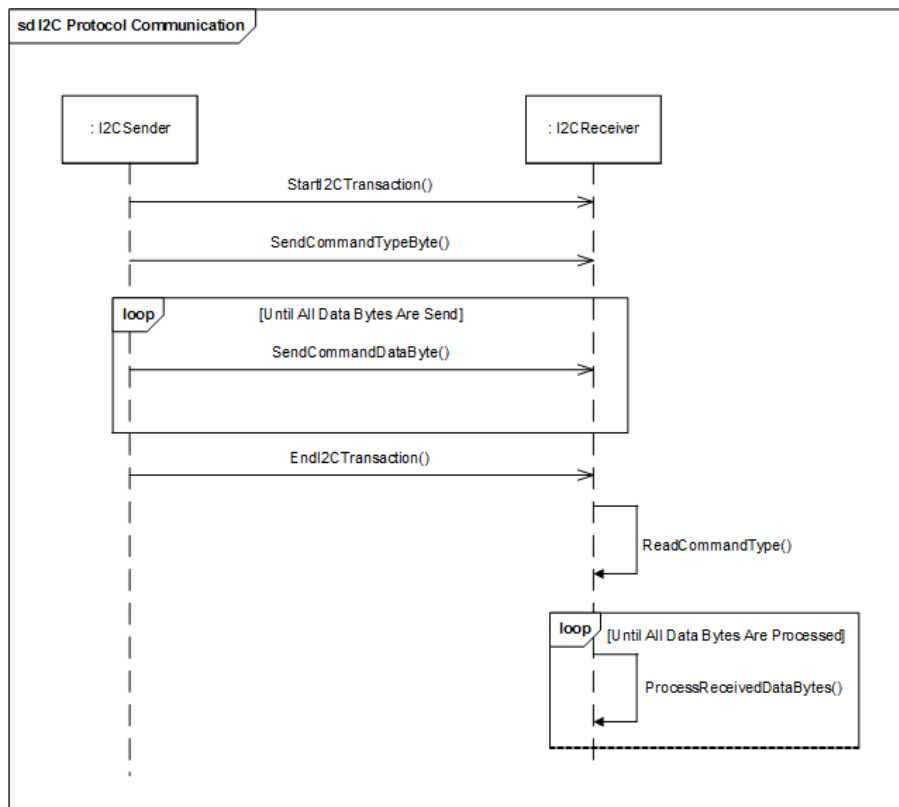 sd I2C Protocol Communication
: I2CSender
: I2CReceiver
StartI2CTransaction()
SendCommandTypeByte()
loop
[Until All Data Bytes Are Send]
SendCommandDataByte()
EndI2CTransaction()
ReadCommandType()
loop
[Until All Data Bytes Are Processed]
ProcessReceivedDataBytes()